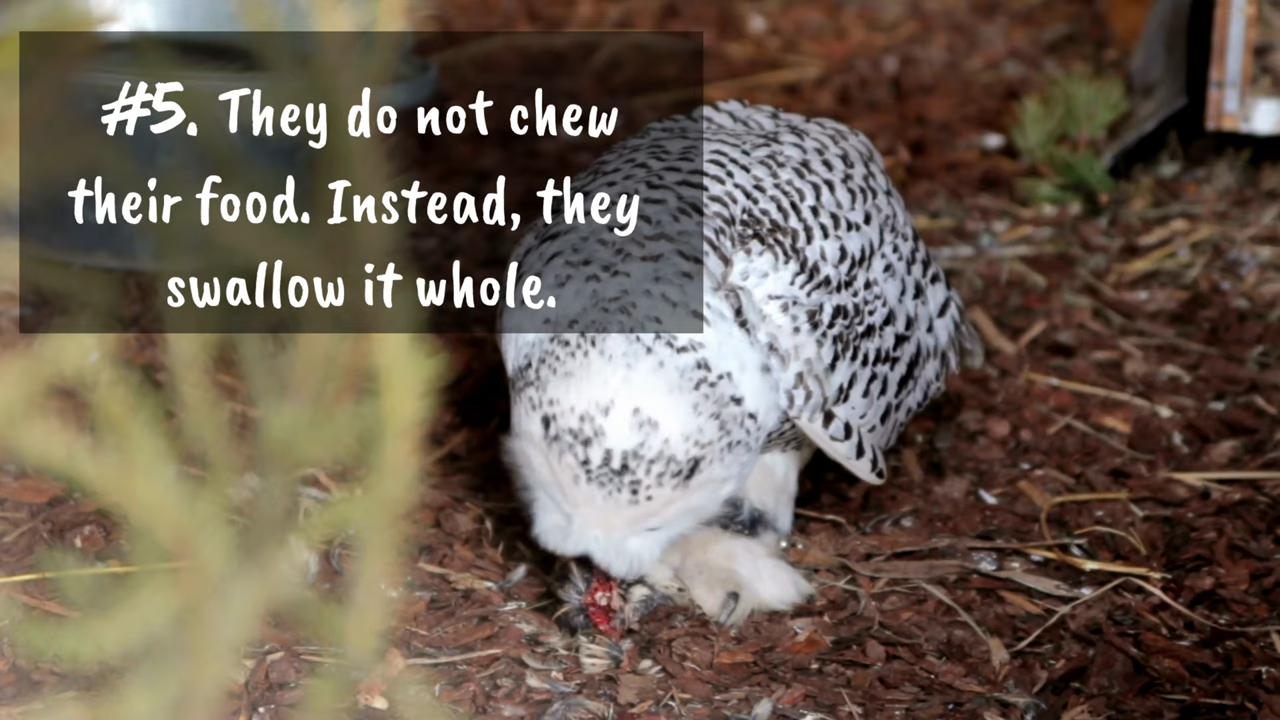 #5. They do not chew
their food. Instead, they
swallow it whole.